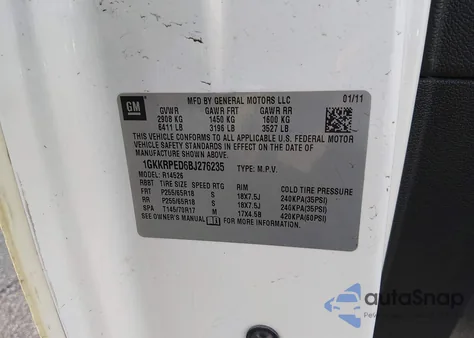 GM
MFD BY GENERAL MOTORS LLC 01/11
GVWR GAWR FRT GAWR RR
2908 KG 1450 KG 1600 KG
6411 LB 3196 LB 3527 LB
THIS VEHICLE CONFORMS TO ALL APPLICABLE U.S. FEDERAL MOTOR
VEHICLE SAFETY STANDARDS IN EFFECT ON THE DATE OF
MANUFACTURE SHOWN ABOVE.
1GKKRPED6BJ276235 TYPE: M.P.V.
MODEL: R14526
RBBT TIRE SIZE SPEED RTG RIM COLD TIRE PRESSURE
FRT P255/65R18 S 18X7.5J 240KPA(35PSI)
RR P255/65R18 S 18X7.5J 240KPA(35PSI)
SPA T145/70R17 M 17X4.5B 420KPA(60PSI)
SEE OWNER'S MANUAL FOR MORE INFORMATION.
autoSnap